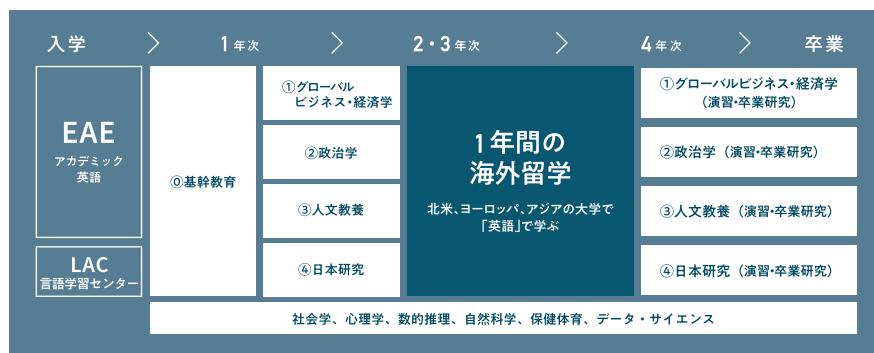 入学
1年次
2・3年次
4年次
卒業
EAE
アカデミック
英語
LAC
言語学習センター
⓪基幹教育
①グローバル
ビジネス・経済学
②政治学
③人文教養
④日本研究
1年間の
海外留学
北米、ヨーロッパ、アジアの大学で
「英語」で学ぶ
①グローバルビジネス・経済学
(演習・卒業研究)
②政治学(演習・卒業研究)
③人文教養(演習・卒業研究)
④日本研究(演習・卒業研究)
社会学、心理学、数的推理、自然科学、保健体育、データ・サイエンス